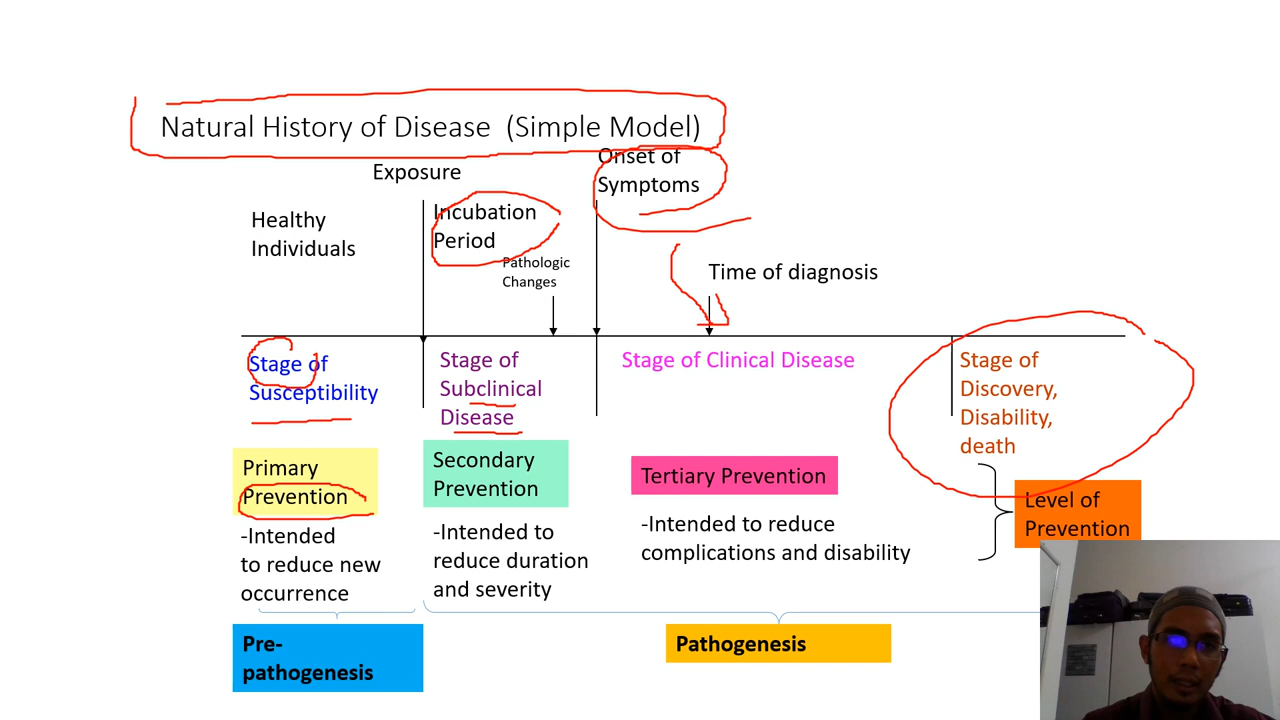 Natural History of Disease (Simple Model)
Exposure
Onset of
Symptoms
Healthy
Individuals
Incubation
Period
Pathologic
Changes
Time of diagnosis
Stage of
Susceptibility
Stage of
Subclinical
Disease
Stage of Clinical Disease
Stage of
Discovery,
Disability,
death
Primary
Prevention
Secondary
Prevention
Tertiary Prevention
Level of
Prevention
-Intended
to reduce new
occurrence
-Intended to
reduce duration
and severity
-Intended to reduce
complications and disability
Pre-
pathogenesis
Pathogenesis